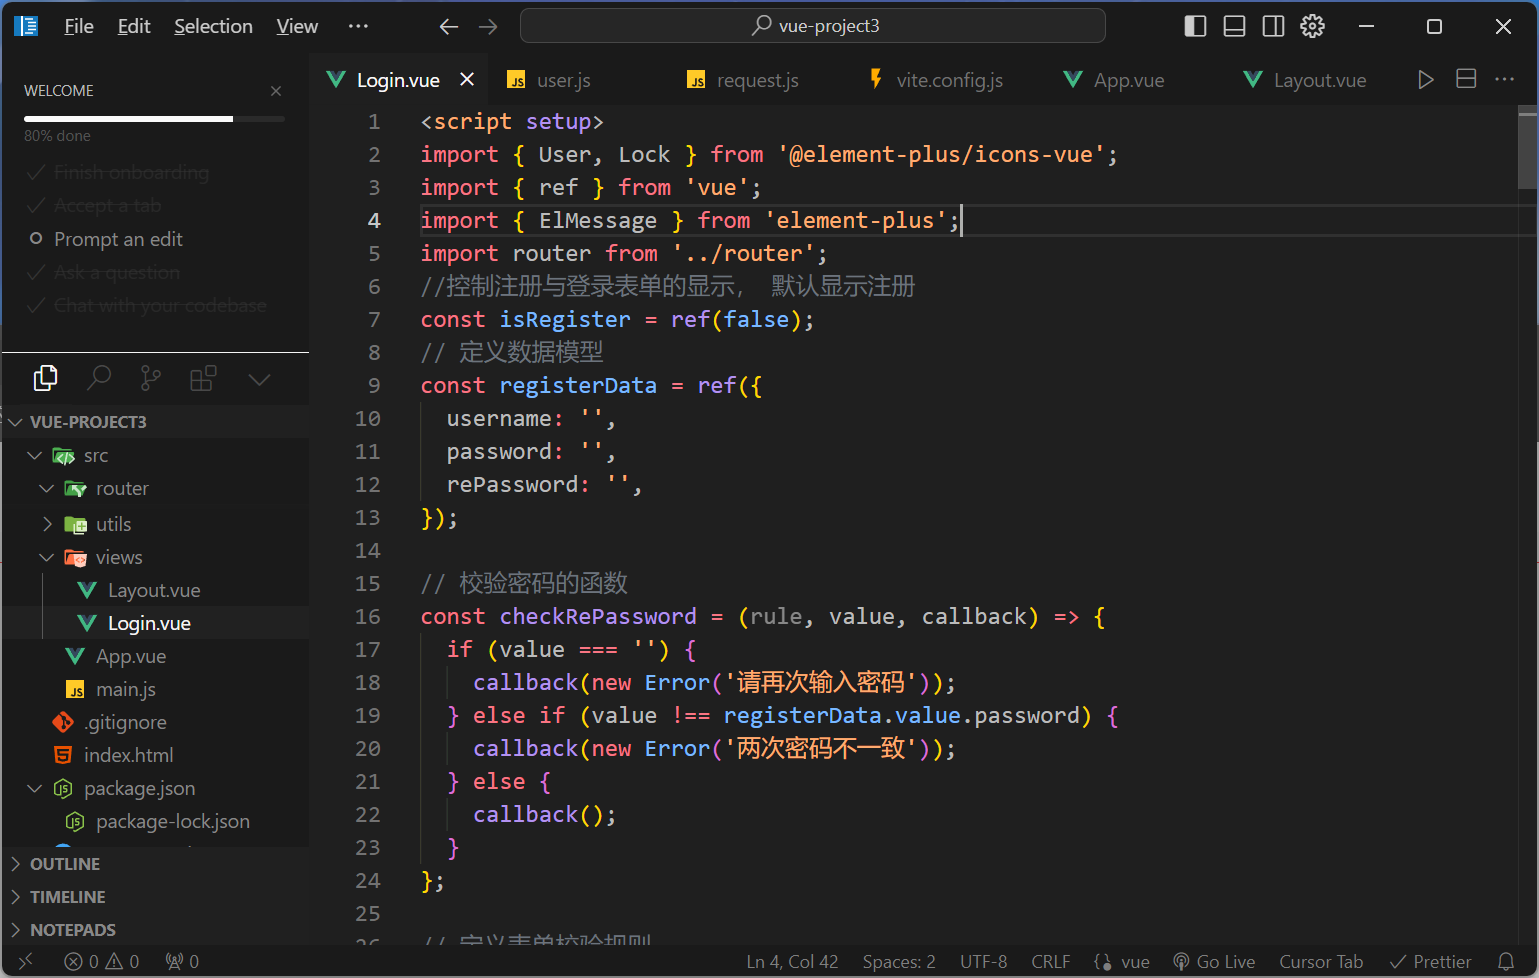 File Edit Selection View ··· vue-project3
WELCOME
80% done
Finish onboarding
Accept a tab
Prompt an edit
Ask a question
Chat with your codebase
VUE-PROJECT3
src
router
utils
views
Layout.vue
Login.vue
App.vue
main.js
.gitignore
index.html
package.json
package-lock.json
OUTLINE
TIMELINE
NOTEPADS
Login.vue user.js request.js vite.config.js App.vue Layout.vue
1 <script setup>
2 import { User, Lock } from '@element-plus/icons-vue';
3 import { ref } from 'vue';
4 import { ElMessage } from 'element-plus';
5 import router from '../router';
6 //控制注册与登录表单的显示， 默认显示注册
7 const isRegister = ref(false);
8 // 定义数据模型
9 const registerData = ref({
10 username: '',
11 password: '',
12 rePassword: '',
13 });
14
15 // 校验密码的函数
16 const checkRePassword = (rule, value, callback) => {
17 if (value === '') {
18 callback(new Error('请再次输入密码'));
19 } else if (value !== registerData.value.password) {
20 callback(new Error('两次密码不一致'));
21 } else {
22 callback();
23 }
24 };
25
26 // 定义表单校验规则
0 0 0 Ln 4, Col 42 Spaces: 2 UTF-8 CRLF vue Go Live Cursor Tab Prettier